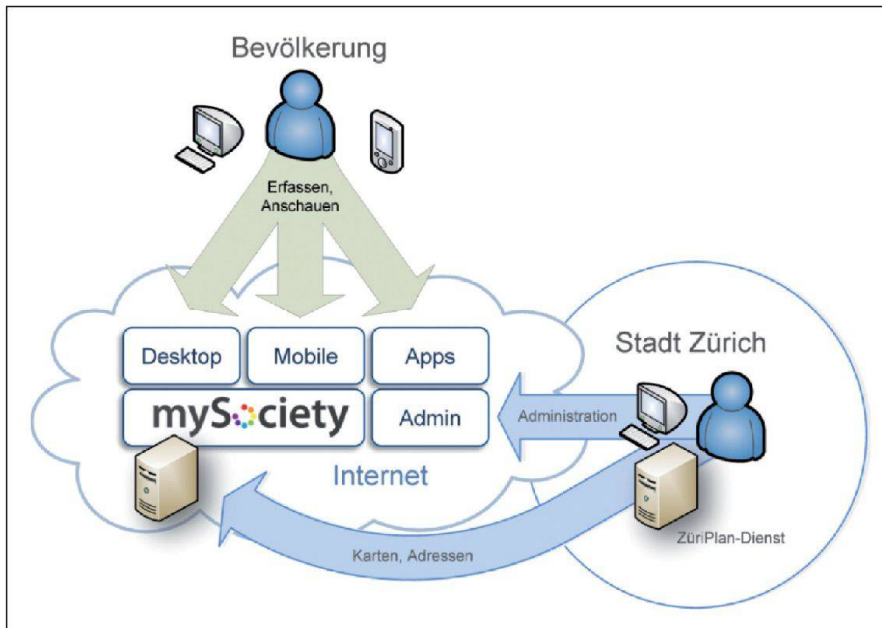 Bevölkerung
Erfassen,
Anschauen
Desktop
Mobile
Apps
mySociety
Admin
Internet
Stadt Zürich
Administration
ZüriPlan-Dienst
Karten, Adressen